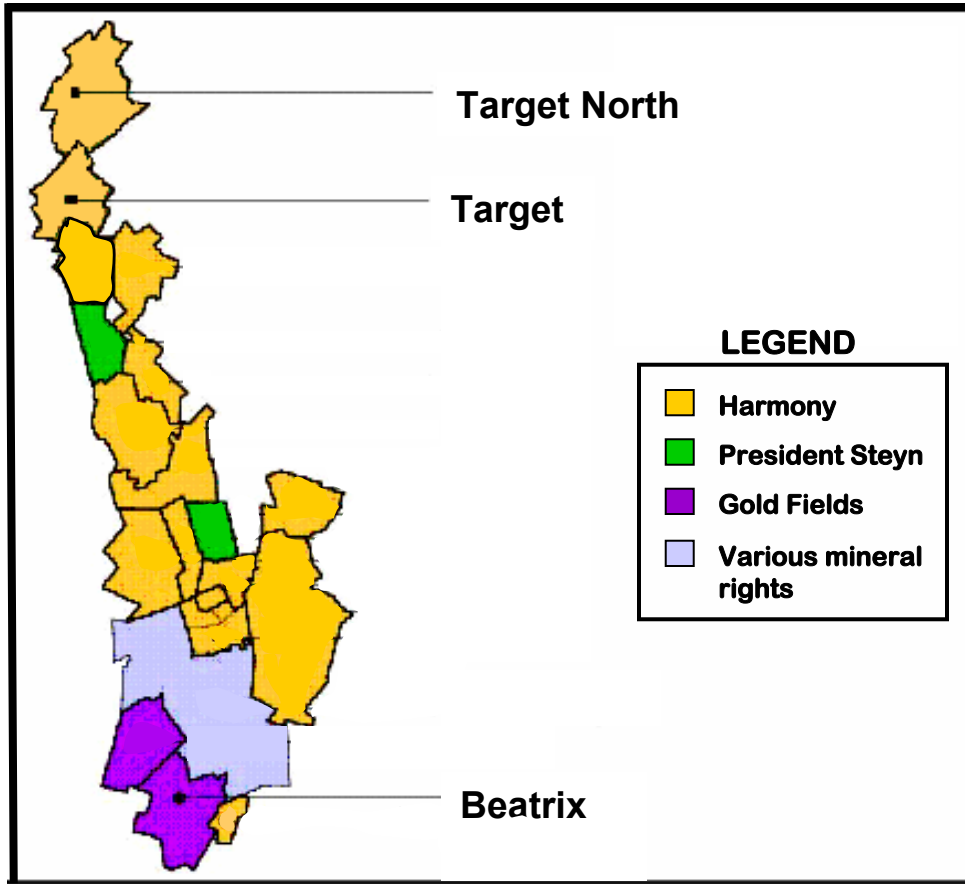 Target North
Target
LEGEND
Harmony
President Steyn
Gold Fields
Various mineral
rights
Beatrix